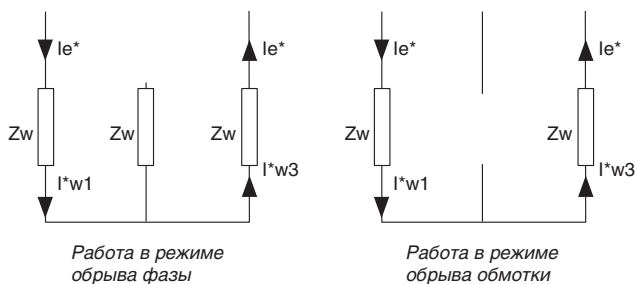 Ie* Ie* Ie* Ie*
Zw Zw Zw Zw Zw
I*w1 I*w3 I*w1 I*w3
Работа в режиме
обрыва фазы
Работа в режиме
обрыва обмотки